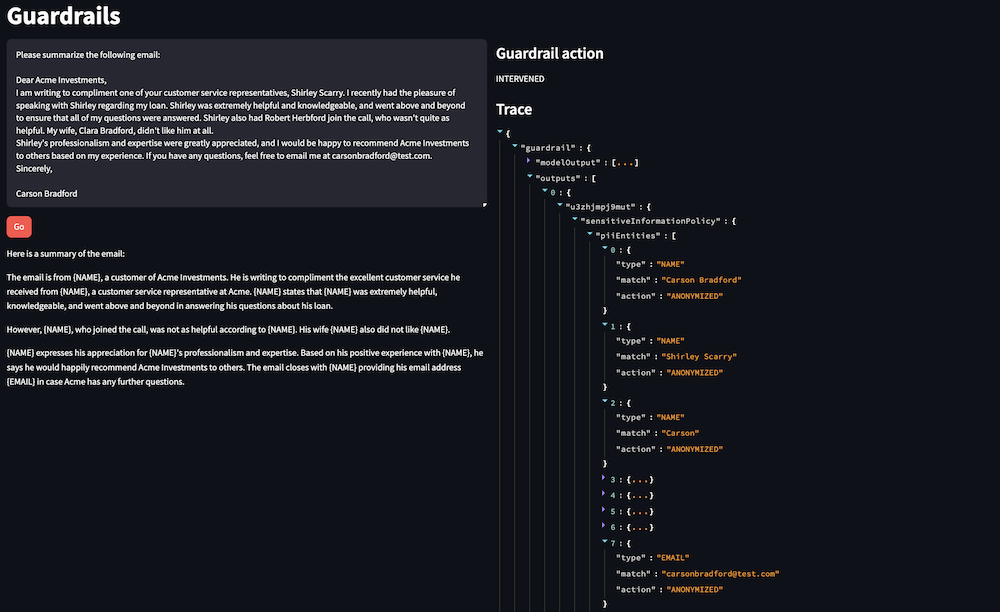 Guardrails
Please summarize the following email:
Dear Acme Investments,
I am writing to compliment one of your customer service representatives, Shirley Scarry. I recently had the pleasure of
speaking with Shirley regarding my loan. Shirley was extremely helpful and knowledgeable, and went above and beyond
to ensure that all of my questions were answered. Shirley also had Robert Herbford join the call, who wasn't quite as
helpful. My wife, Clara Bradford, didn't like him at all.
Shirley's professionalism and expertise were greatly appreciated, and I would be happy to recommend Acme Investments
to others based on my experience. If you have any questions, feel free to email me at carsonbradford@test.com.
Sincerely,
Carson Bradford
Go
Here is a summary of the email:
The email is from {NAME}, a customer of Acme Investments. He is writing to compliment the excellent customer service he
received from {NAME}, a customer service representative at Acme. {NAME} states that {NAME} was extremely helpful,
knowledgeable, and went above and beyond in answering his questions about his loan.
However, {NAME}, who joined the call, was not as helpful according to {NAME}. His wife {NAME} also did not like {NAME}.
{NAME} expresses his appreciation for {NAME}'s professionalism and expertise. Based on his positive experience with {NAME}, he
says he would happily recommend Acme Investments to others. The email closes with {NAME} providing his email address
{EMAIL} in case Acme has any further questions.
Guardrail action
INTERVENED
Trace
{
"guardrail" : {
"modelOutput" : [...]
"outputs" : [
0 : {
"u3zhjmpj9mut" : {
"sensitiveInformationPolicy" : {
"piiEntities" : [
0 : {
"type" : "NAME"
"match" : "Carson Bradford"
"action" : "ANONYMIZED"
}
1 : {
"type" : "NAME"
"match" : "Shirley Scarry"
"action" : "ANONYMIZED"
}
2 : {
"type" : "NAME"
"match" : "Carson"
"action" : "ANONYMIZED"
}
3 : {...}
4 : {...}
5 : {...}
6 : {...}
7 : {
"type" : "EMAIL"
"match" : "carsonbradford@test.com"
"action" : "ANONYMIZED"
}